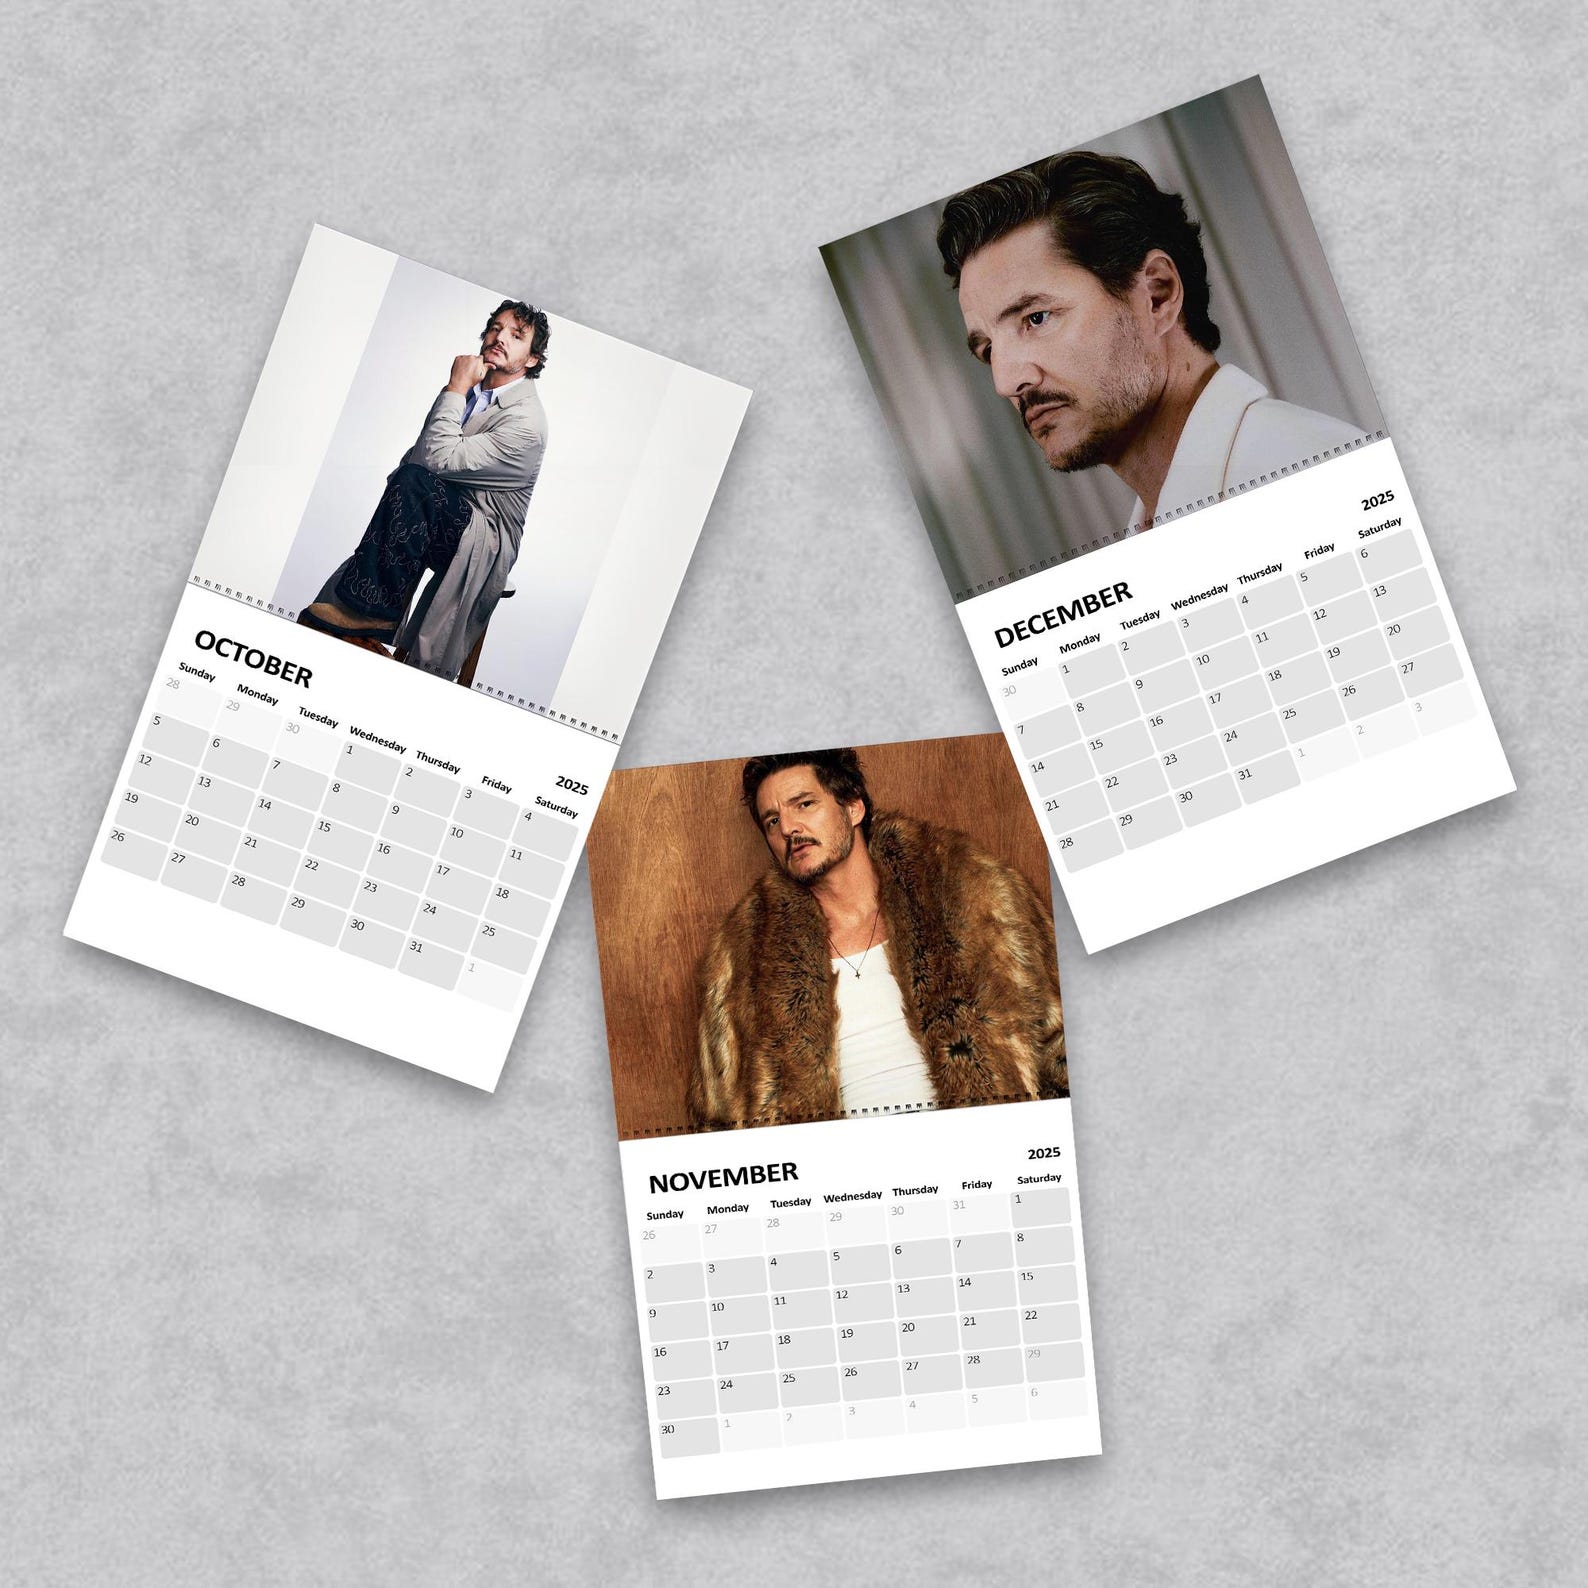 OCTOBER
2025
Sunday Monday Tuesday Wednesday Thursday Friday Saturday
28 29 30 1 2 3 4
5 6 7 8 9 10 11
12 13 14 15 16 17 18
19 20 21 22 23 24 25
26 27 28 29 30 31 1
DECEMBER
2025
Sunday Monday Tuesday Wednesday Thursday Friday Saturday
30 1 2 3 4 5 6
7 8 9 10 11 12 13
14 15 16 17 18 19 20
21 22 23 24 25 26 27
28 29 30 31 1 2 3
NOVEMBER
2025
Sunday Monday Tuesday Wednesday Thursday Friday Saturday
26 27 28 29 30 31 1
2 3 4 5 6 7 8
9 10 11 12 13 14 15
16 17 18 19 20 21 22
23 24 25 26 27 28 29
30 1 2 3 4 5 6